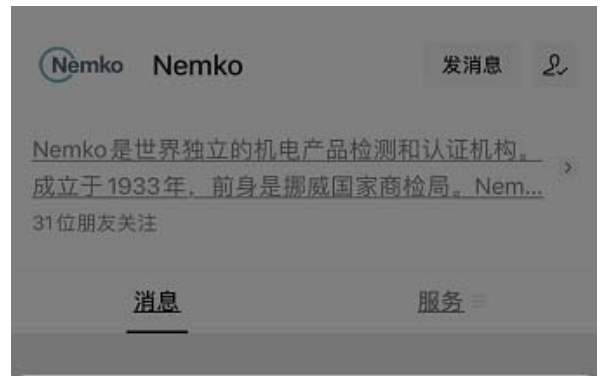 Nemko Nemko 发消息
Nemko是世界独立的机电产品检测和认证机构。
成立于1933年，前身是挪威国家商检局。Nem...
31位朋友关注
消息 服务